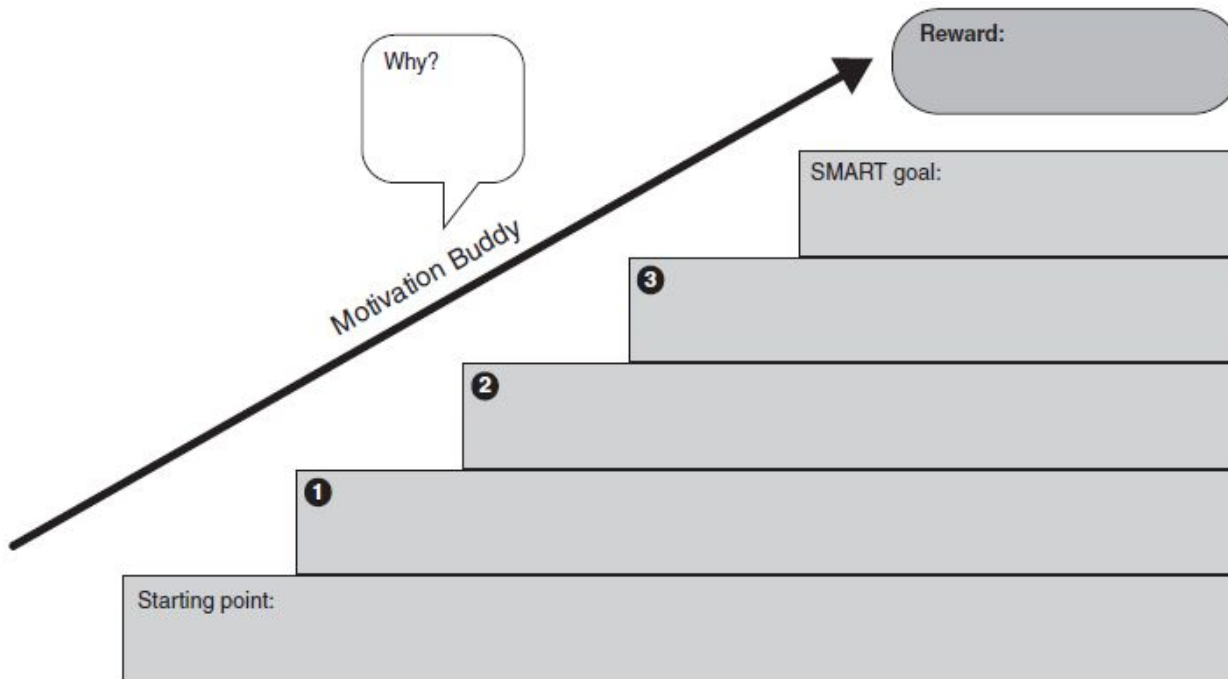 Reward:
Why?
SMART goal:
Motivation Buddy
3
2
1
Starting point: